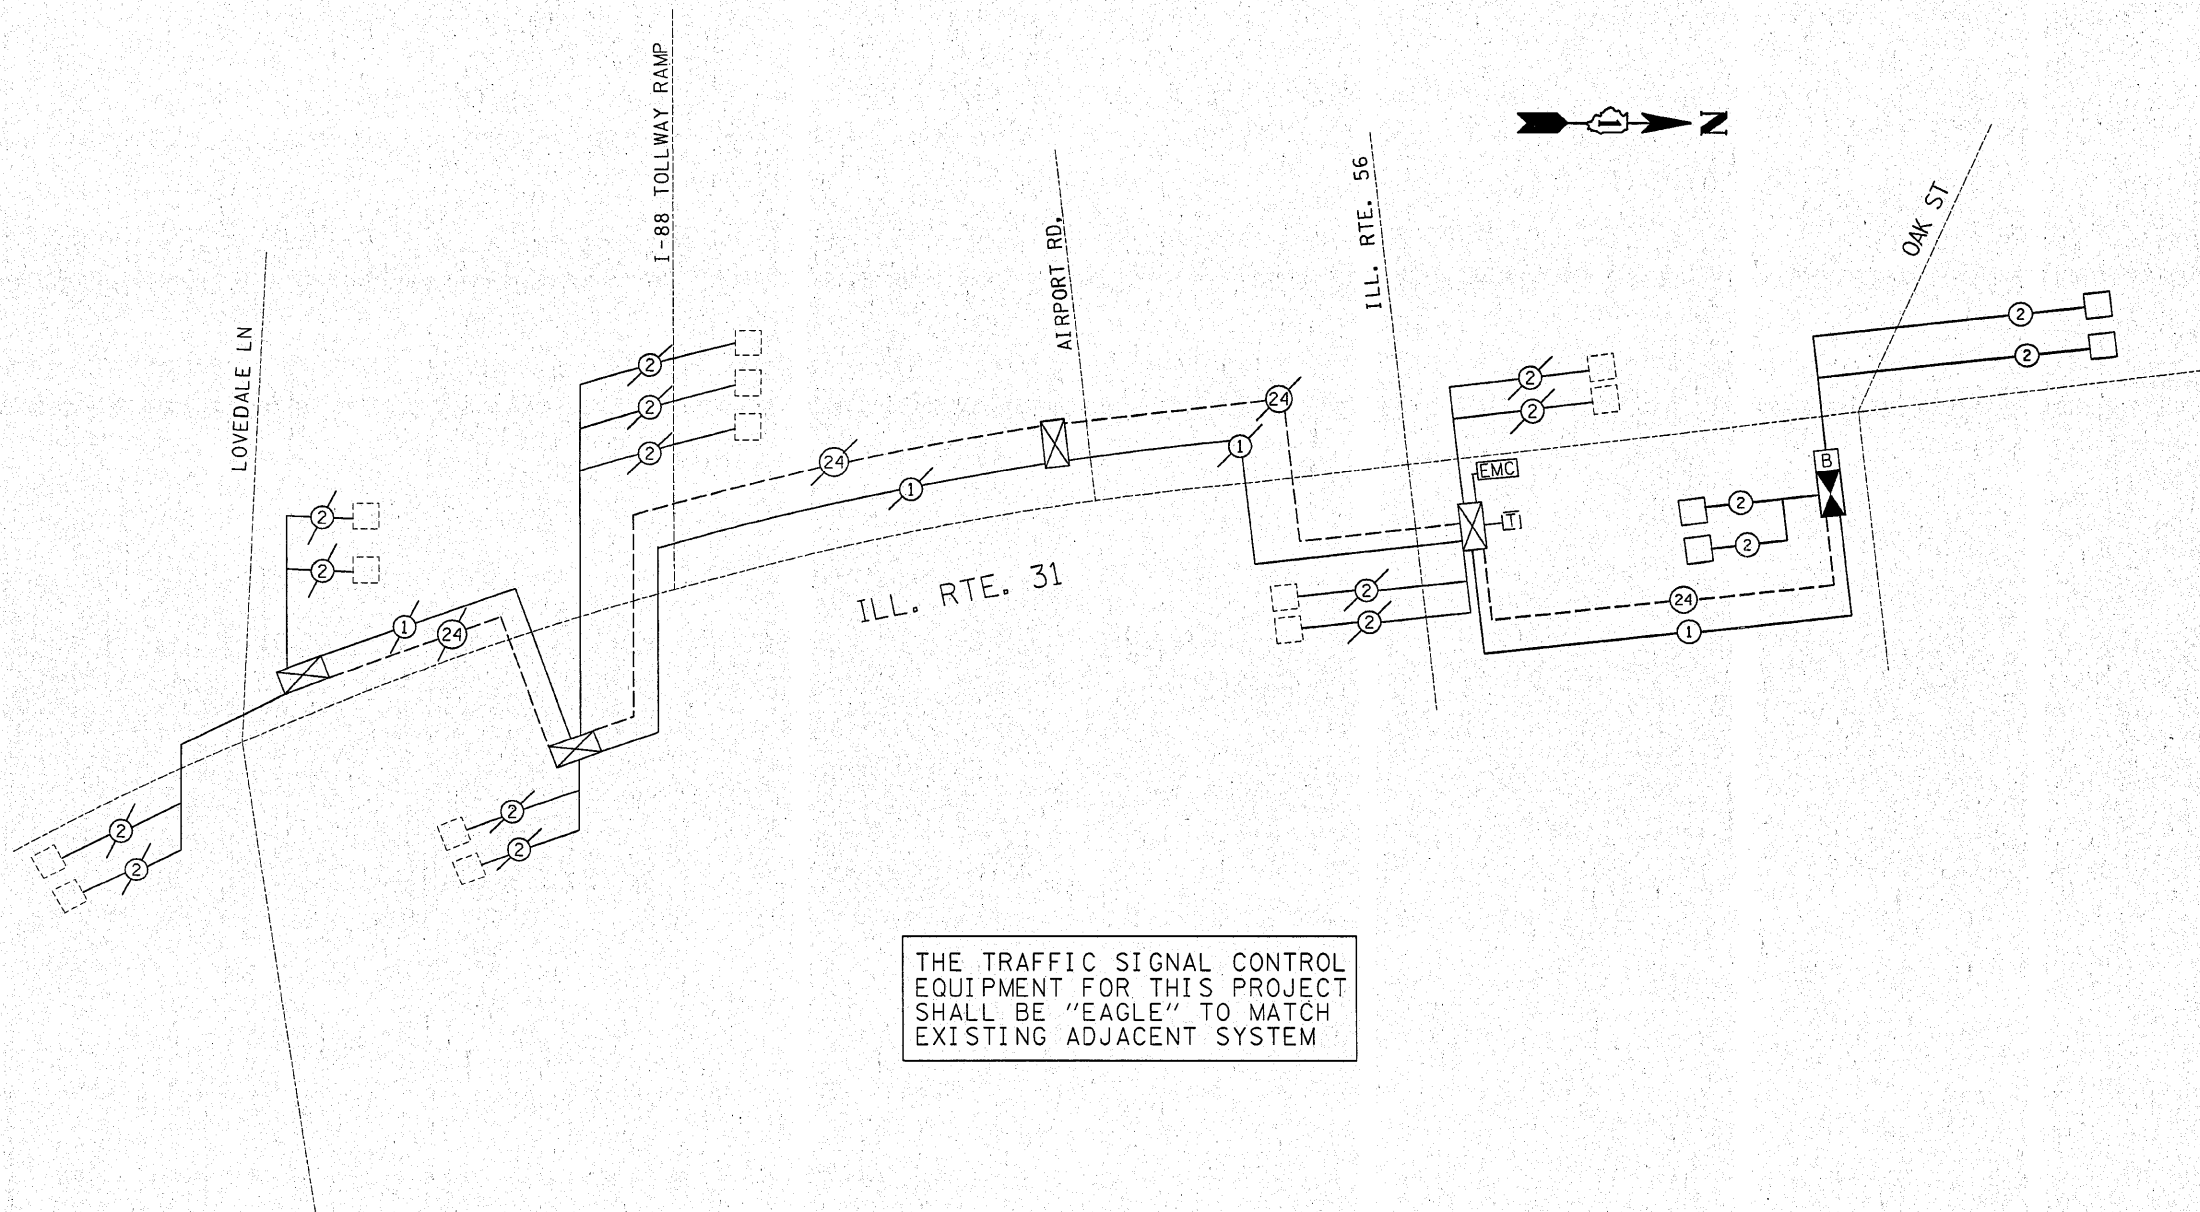 LOVEDALE LN
I-88 TOLLWAY RAMP
AIRPORT RD.
ILL. RTE. 56
OAK ST
N
ILL. RTE. 31
2
2
2
2
2
1
24
2
2
2
2
24
1
24
1
2
2
EMC
T
2
2
24
1
2
2
B
2
2
THE TRAFFIC SIGNAL CONTROL
EQUIPMENT FOR THIS PROJECT
SHALL BE "EAGLE" TO MATCH
EXISTING ADJACENT SYSTEM